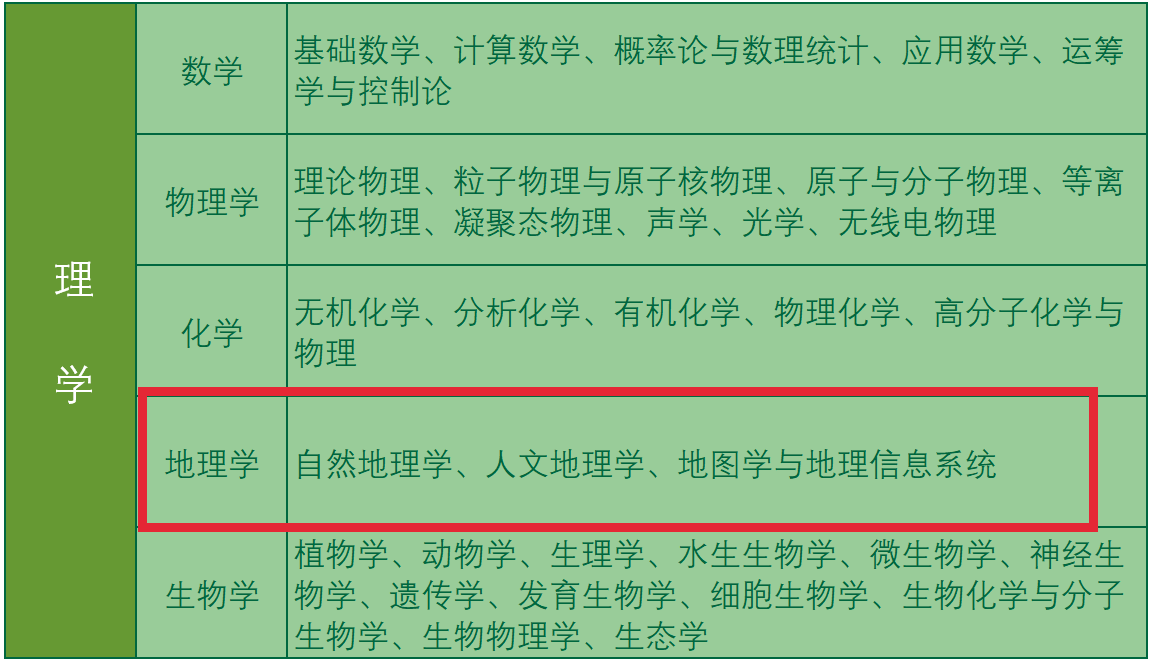 理
学
数学
基础数学、计算数学、概率论与数理统计、应用数学、运筹
学与控制论
物理学
理论物理、粒子物理与原子核物理、原子与分子物理、等离
子体物理、凝聚态物理、声学、光学、无线电物理
化学
无机化学、分析化学、有机化学、物理化学、高分子化学与
物理
地理学
自然地理学、人文地理学、地图学与地理信息系统
生物学
植物学、动物学、生理学、水生生物学、微生物学、神经生
物学、遗传学、发育生物学、细胞生物学、生物化学与分子
生物学、生物物理学、生态学